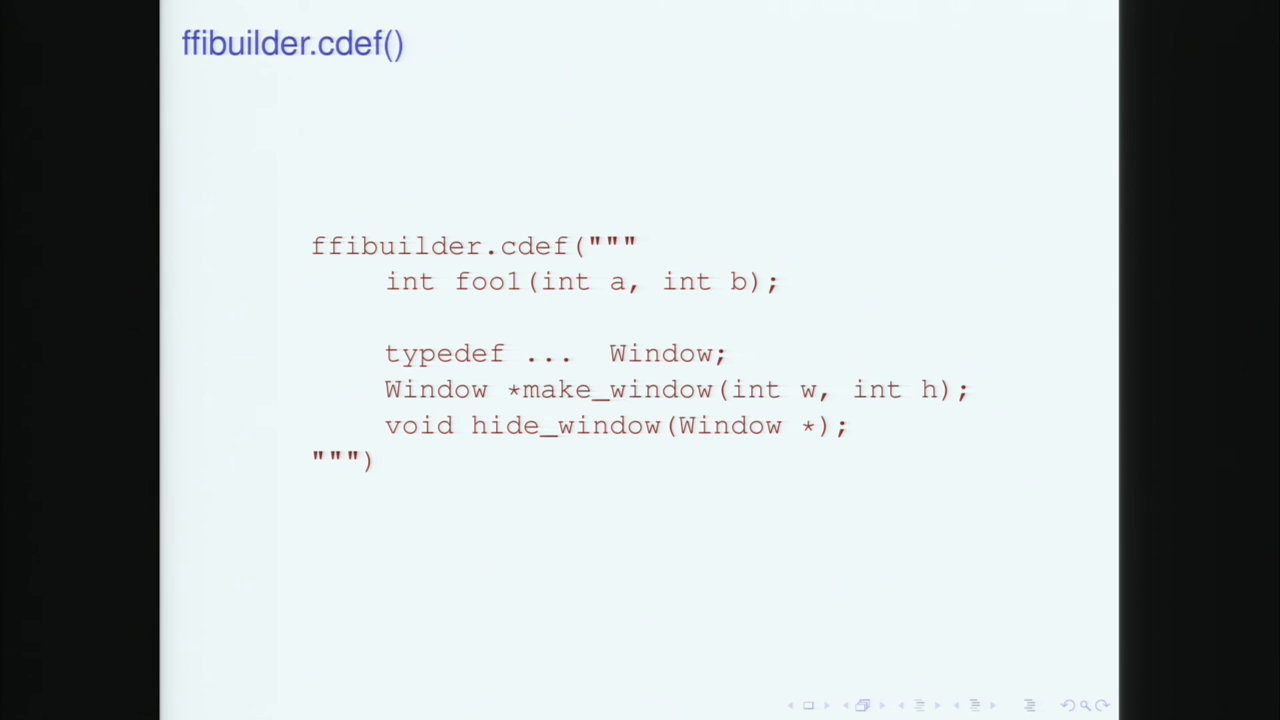 ffibuilder.cdef()
ffibuilder.cdef("""
int foo1(int a, int b);
typedef ... Window;
Window *make_window(int w, int h);
void hide_window(Window *);
""")